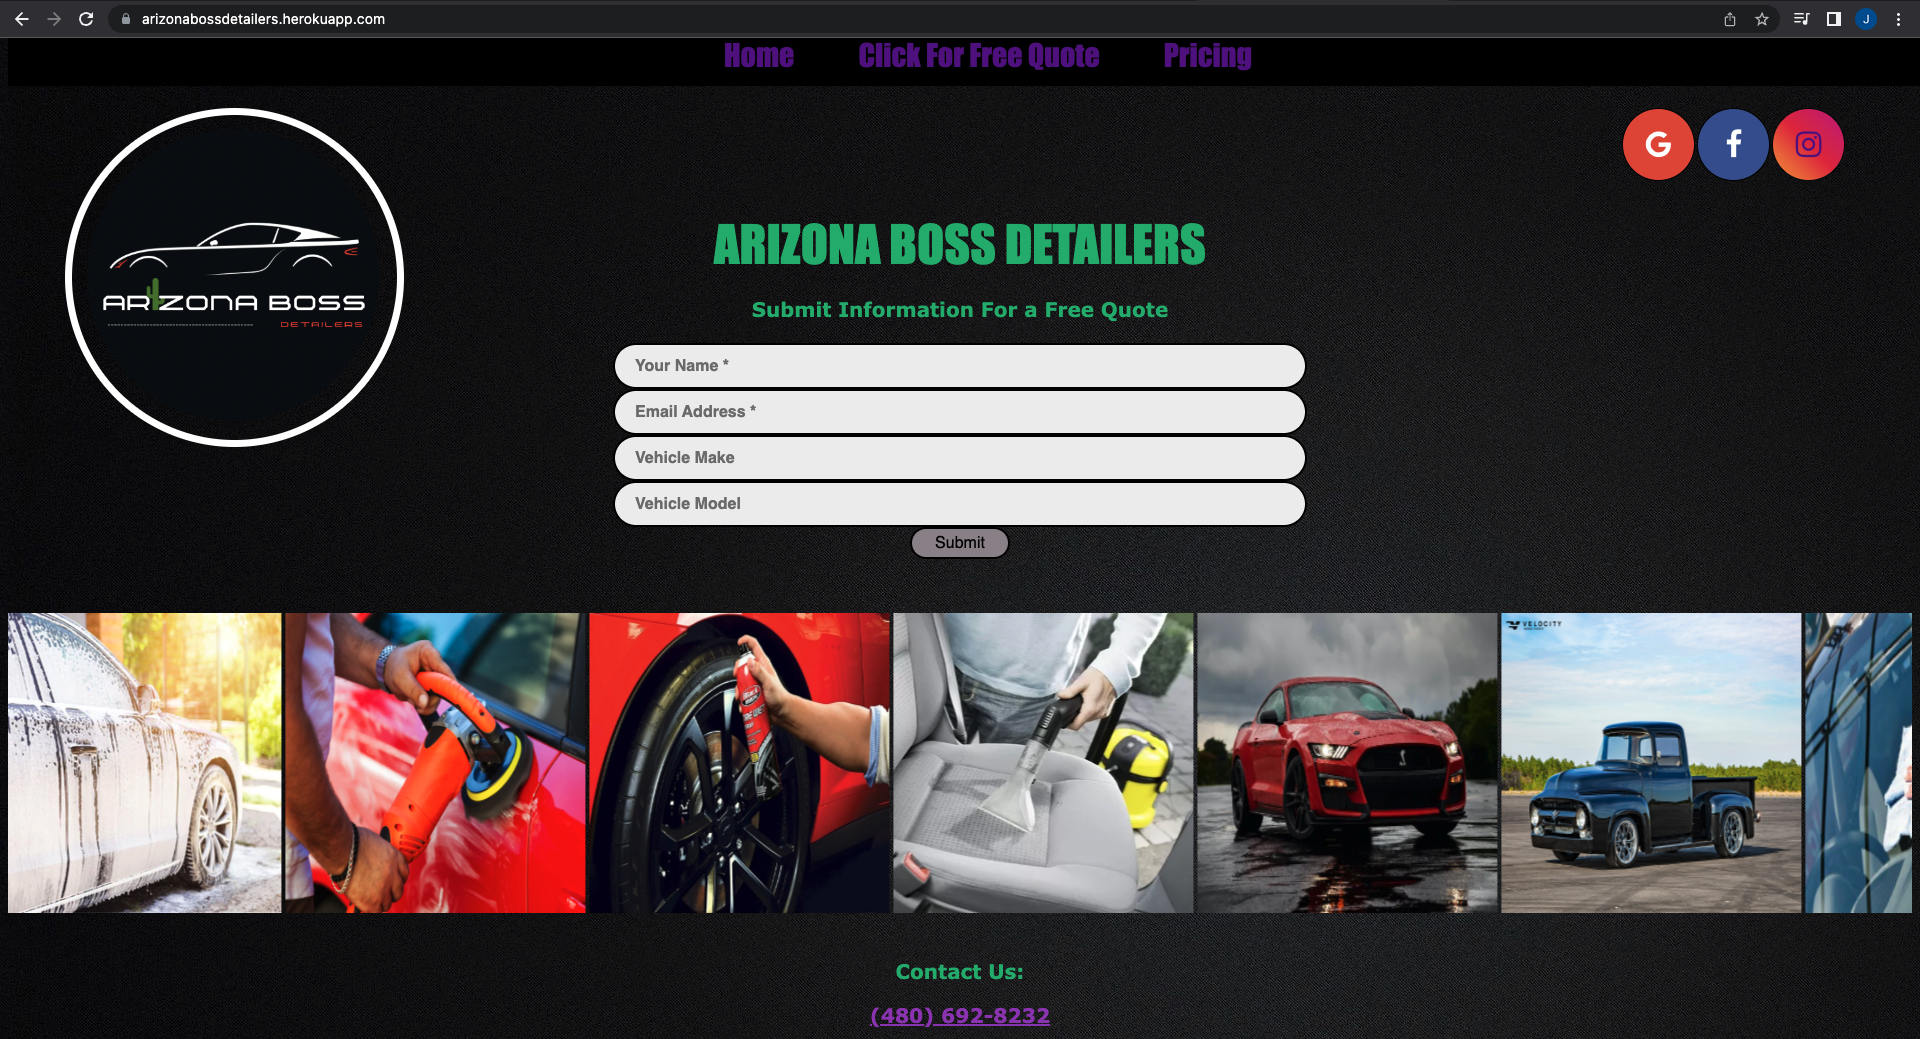 arizonabossdetailers.herokuapp.com
J
Home Click For Free Quote Pricing
G f
ARIZONA BOSS
DETAILERS
ARIZONA BOSS DETAILERS
Submit Information For a Free Quote
Your Name *
Email Address *
Vehicle Make
Vehicle Model
Submit
VELOCITY
Contact Us:
(480) 692-8232